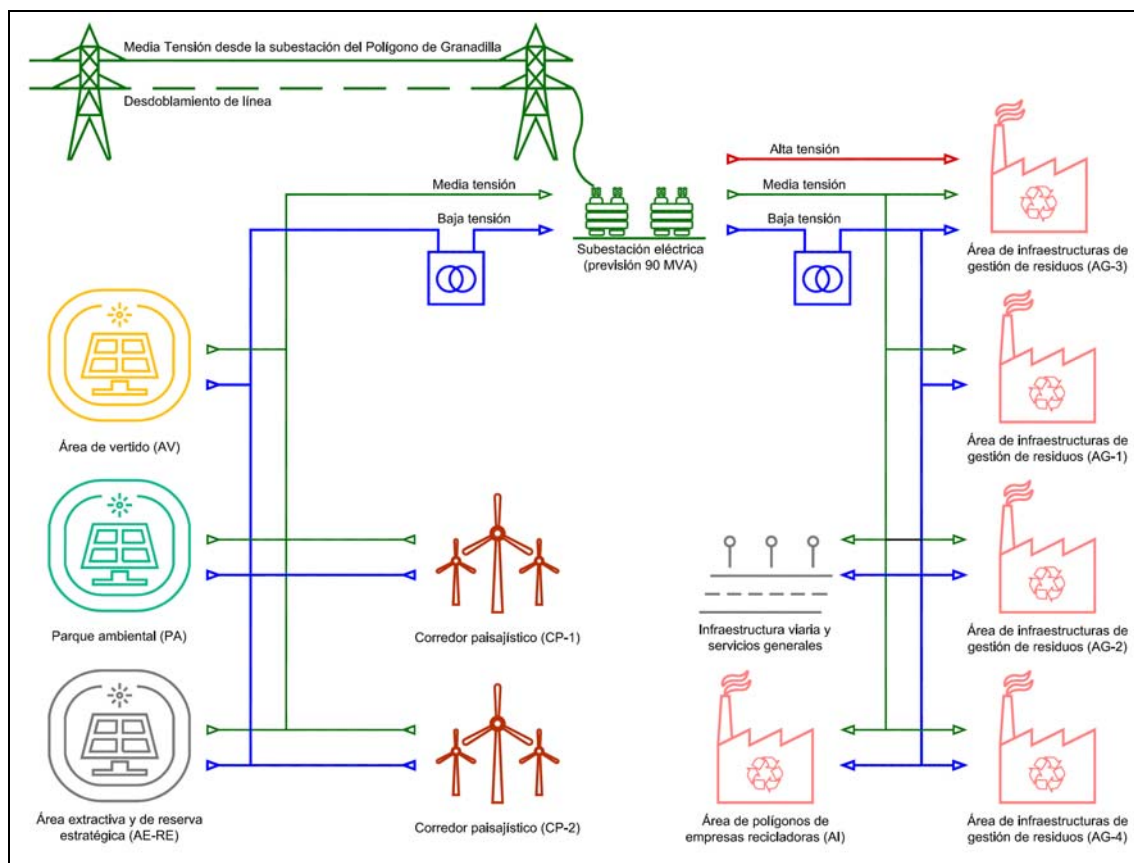 Media Tensión desde la subestación del Polígono de Granadilla
Desdoblamiento de línea
Alta tensión
Media tensión
Media tensión
Baja tensión
Baja tensión
Subestación eléctrica
(previsión 90 MVA)
Área de infraestructuras de
gestión de residuos (AG-3)
Área de vertido (AV)
Área de infraestructuras de
gestión de residuos (AG-1)
Parque ambiental (PA)
Corredor paisajístico (CP-1)
Infraestructura viaria y
servicios generales
Área de infraestructuras de
gestión de residuos (AG-2)
Área extractiva y de reserva
estratégica (AE-RE)
Corredor paisajístico (CP-2)
Área de polígonos de
empresas recicladoras (AI)
Área de infraestructuras de
gestión de residuos (AG-4)